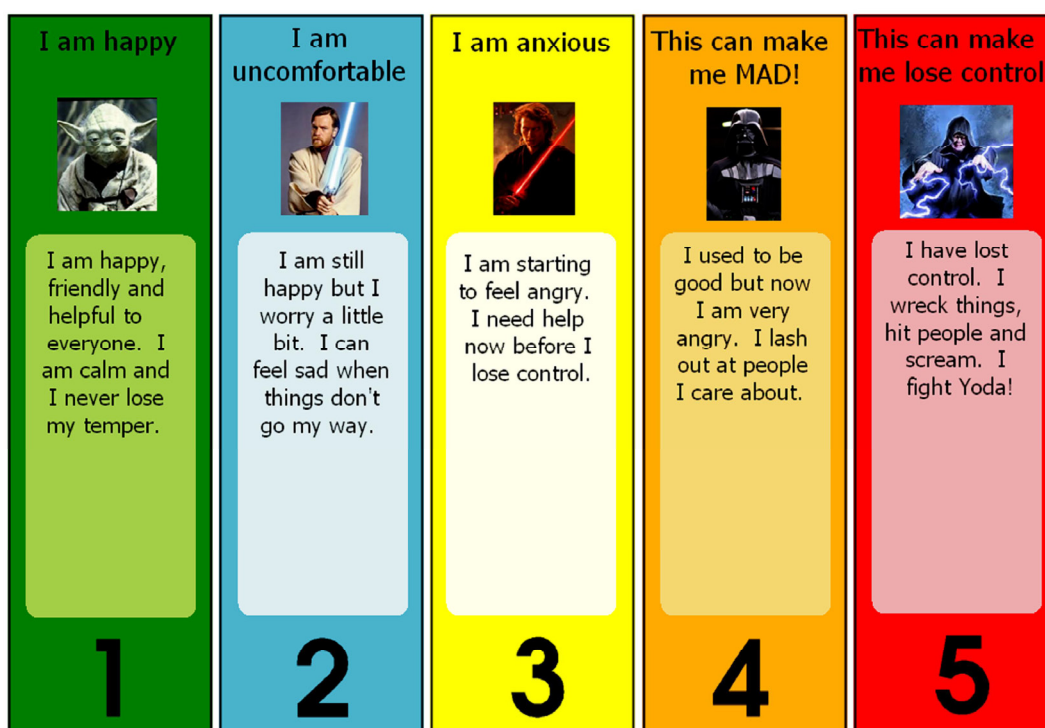 I am happy
I am happy,
friendly and
helpful to
everyone.  I
am calm and
I never lose
my temper.
1
I am
uncomfortable
I am still
happy but I
worry a little
bit.  I can
feel sad when
things don't
go my way.
2
I am anxious
I am starting
to feel angry.
I need help
now before I
lose control.
3
This can make
me MAD!
I used to be
good but now
I am very
angry.  I lash
out at people
I care about.
4
This can make
me lose control
I have lost
control.  I
wreck things,
hit people and
scream.  I
fight Yoda!
5